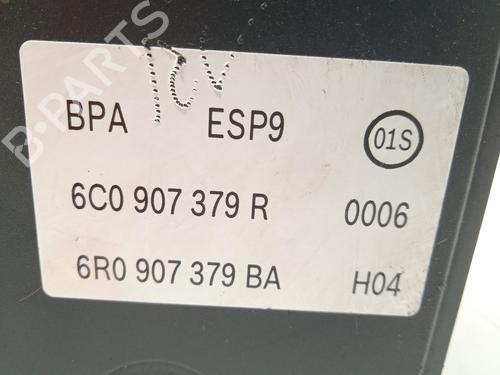 BPA ESP9 01S
6C0 907 379 R 0006
6R0 907 379 BA H04
B-PARTS